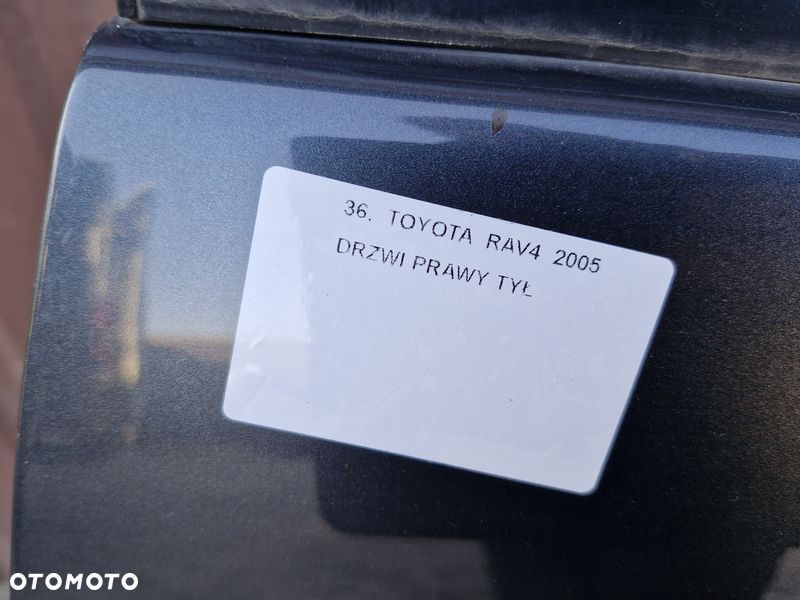 36. TOYOTA RAV4 2005
DRZWI PRAWY TYŁ
OTOMOTO